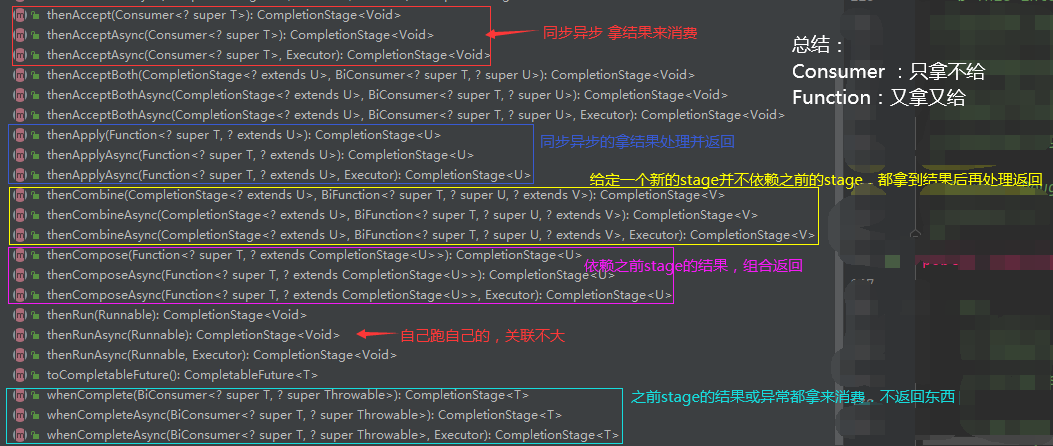 thenAccept(Consumer<? super T>): CompletionStage<Void>
thenAcceptAsync(Consumer<? super T>): CompletionStage<Void>
thenAcceptAsync(Consumer<? super T>, Executor): CompletionStage<Void>
同步异步 拿结果来消费
thenAcceptBoth(CompletionStage<? extends U>, BiConsumer<? super T, ? super U>): CompletionStage<Void>
thenAcceptBothAsync(CompletionStage<? extends U>, BiConsumer<? super T, ? super U>): CompletionStage<Void>
thenAcceptBothAsync(CompletionStage<? extends U>, BiConsumer<? super T, ? super U>, Executor): CompletionStage<Void>
总结：
Consumer ：只拿不给
Function：又拿又给
thenApply(Function<? super T, ? extends U>): CompletionStage<U>
thenApplyAsync(Function<? super T, ? extends U>): CompletionStage<U>
thenApplyAsync(Function<? super T, ? extends U>, Executor): CompletionStage<U>
同步异步的拿结果处理并返回
给定一个新的stage并不依赖之前的stage，都拿到结果后再处理返回
thenCombine(CompletionStage<? extends U>, BiFunction<? super T, ? super U, ? extends V>): CompletionStage<V>
thenCombineAsync(CompletionStage<? extends U>, BiFunction<? super T, ? super U, ? extends V>): CompletionStage<V>
thenCombineAsync(CompletionStage<? extends U>, BiFunction<? super T, ? super U, ? extends V>, Executor): CompletionStage<V>
thenCompose(Function<? super T, ? extends CompletionStage<U>>): CompletionStage<U>
thenComposeAsync(Function<? super T, ? extends CompletionStage<U>>): CompletionStage<U>
thenComposeAsync(Function<? super T, ? extends CompletionStage<U>>, Executor): CompletionStage<U>
依赖之前stage的结果，组合返回
thenRun(Runnable): CompletionStage<Void>
thenRunAsync(Runnable): CompletionStage<Void>
自己跑自己的，关联不大
thenRunAsync(Runnable, Executor): CompletionStage<Void>
toCompletableFuture(): CompletableFuture<T>
whenComplete(BiConsumer<? super T, ? super Throwable>): CompletionStage<T>
whenCompleteAsync(BiConsumer<? super T, ? super Throwable>): CompletionStage<T>
whenCompleteAsync(BiConsumer<? super T, ? super Throwable>, Executor): CompletionStage<T>
之前stage的结果或异常都拿来消费，不返回东西